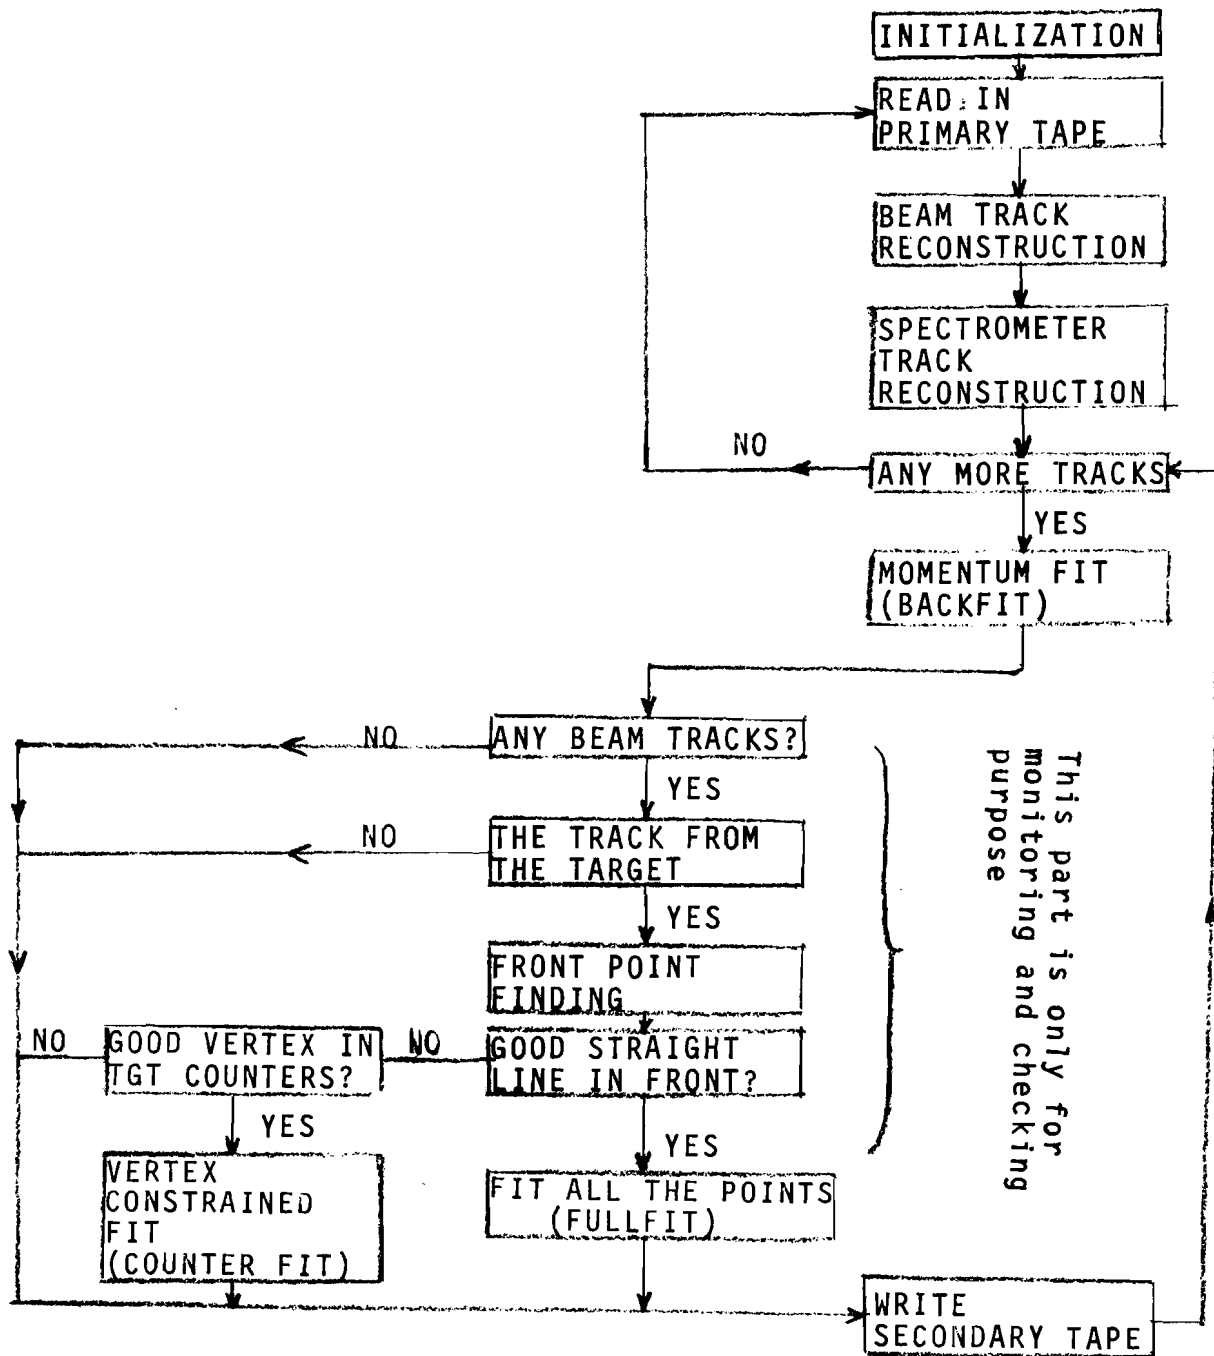 INITIALIZATION
READ IN
PRIMARY TAPE
BEAM TRACK
RECONSTRUCTION
SPECTROMETER
TRACK
RECONSTRUCTION
NO
ANY MORE TRACKS
YES
MOMENTUM FIT
(BACKFIT)
NO
ANY BEAM TRACKS?
YES
NO
THE TRACK FROM
THE TARGET
YES
FRONT POINT
FINDING
This part is only for
monitoring and checking
purpose
NO
GOOD VERTEX IN
TGT COUNTERS?
NO
GOOD STRAIGHT
LINE IN FRONT?
YES
YES
VERTEX
CONSTRAINED
FIT
(COUNTER FIT)
FIT ALL THE POINTS
(FULLFIT)
WRITE
SECONDARY TAPE